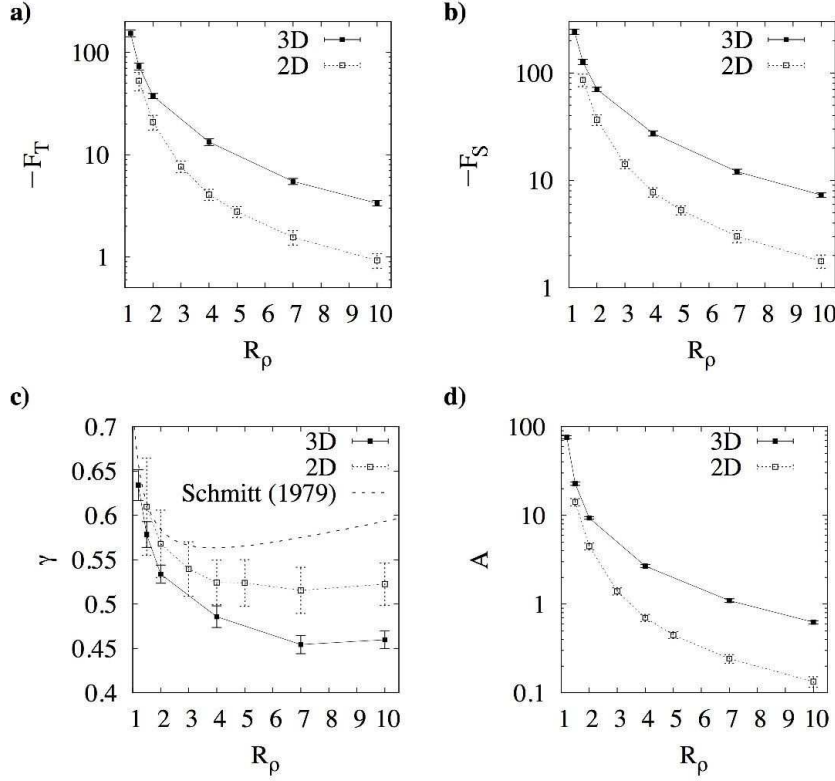 a)
3D
2D
100
10
1
−F_T
1 2 3 4 5 6 7 8 9 10
R_ρ
b)
3D
2D
100
10
1
−F_S
1 2 3 4 5 6 7 8 9 10
R_ρ
c)
3D
2D
Schmitt (1979)
0.7
0.65
0.6
0.55
0.5
0.45
0.4
γ
1 2 3 4 5 6 7 8 9 10
R_ρ
d)
3D
2D
100
10
1
0.1
A
1 2 3 4 5 6 7 8 9 10
R_ρ